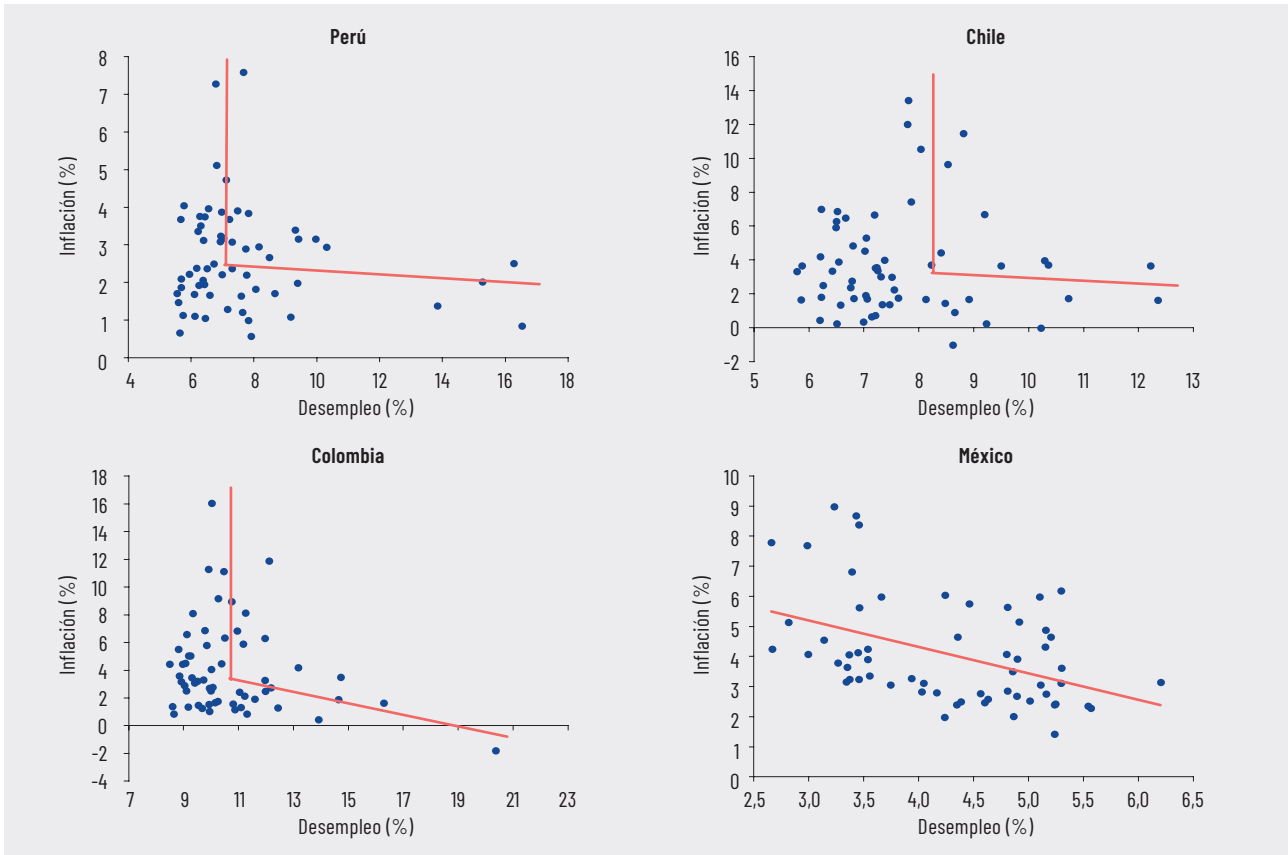 Perú
Inflación (%)
8
7
6
5
4
3
2
1
0
4 6 8 10 12 14 16 18
Desempleo (%)
Chile
Inflación (%)
16
14
12
10
8
6
4
2
0
-2
5 6 7 8 9 10 11 12 13
Desempleo (%)
Colombia
Inflación (%)
18
16
14
12
10
8
6
4
2
0
-2
-4
7 9 11 13 15 17 19 21 23
Desempleo (%)
México
Inflación (%)
10
9
8
7
6
5
4
3
2
1
0
2,5 3,0 3,5 4,0 4,5 5,0 5,5 6,0 6,5
Desempleo (%)